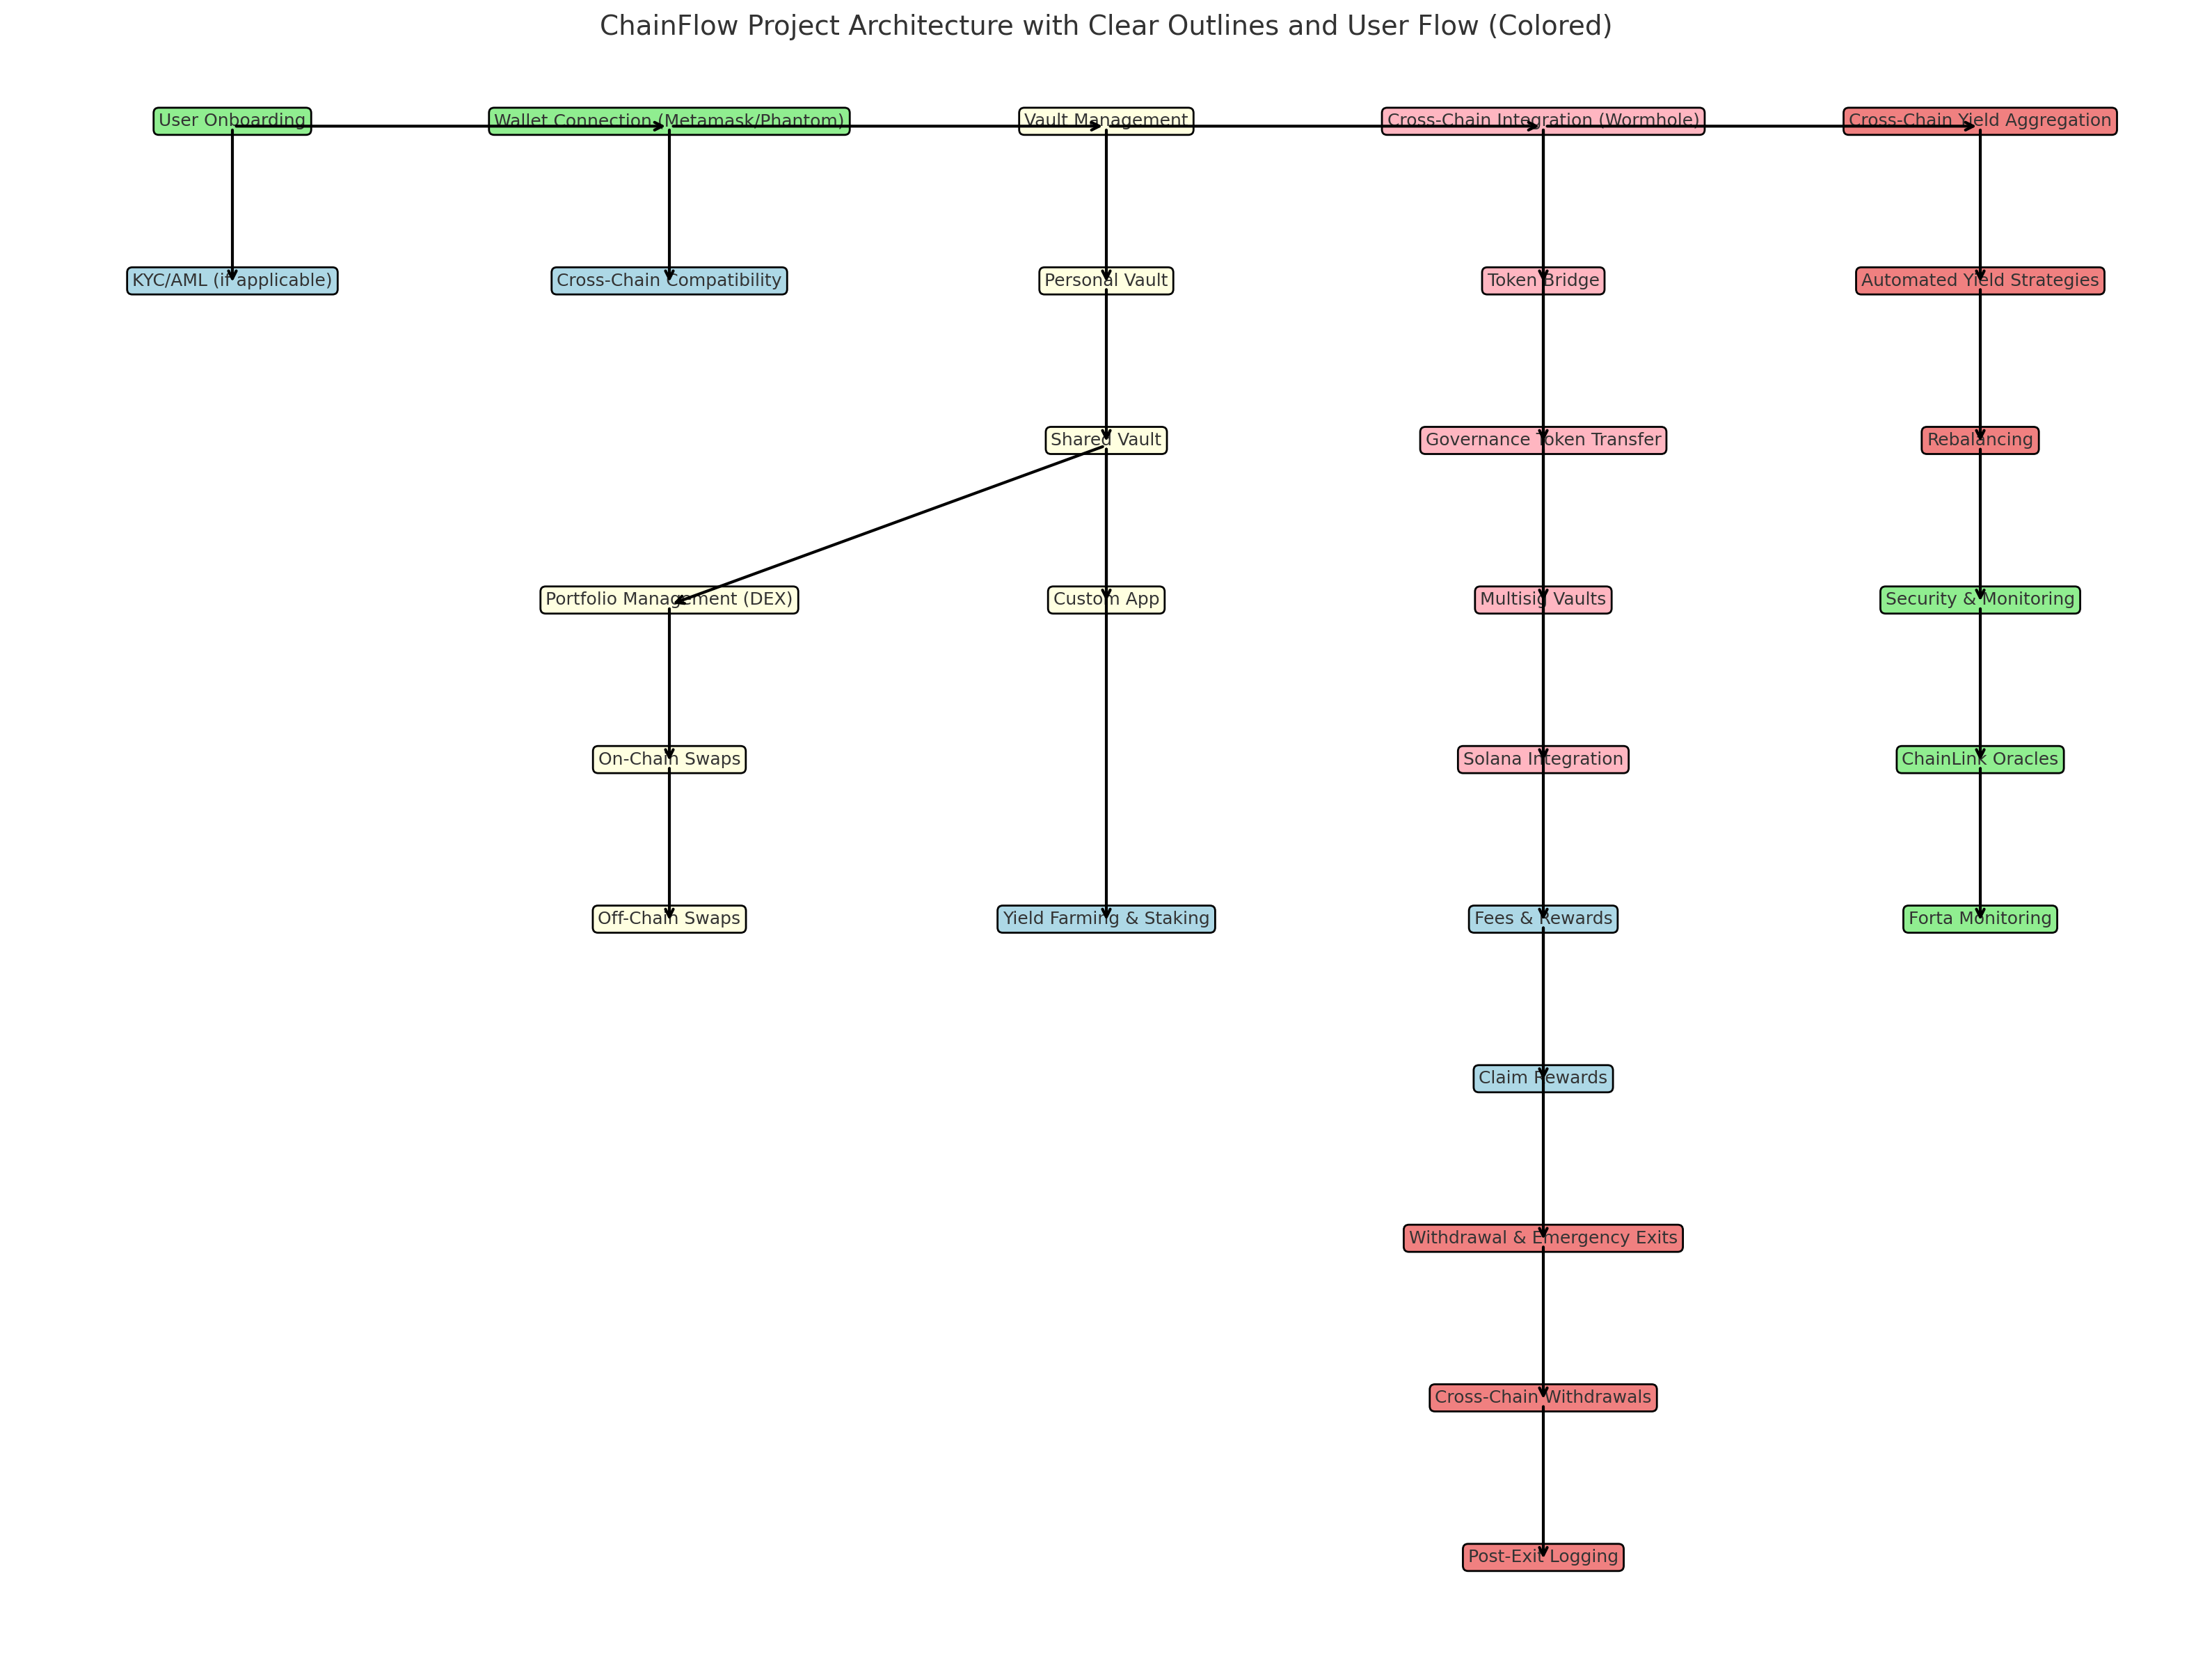 ChainFlow Project Architecture with Clear Outlines and User Flow (Colored)
User Onboarding
Wallet Connection (Metamask/Phantom)
Vault Management
Cross-Chain Integration (Wormhole)
Cross-Chain Yield Aggregation
KYC/AML (if applicable)
Cross-Chain Compatibility
Personal Vault
Token Bridge
Automated Yield Strategies
Shared Vault
Governance Token Transfer
Rebalancing
Portfolio Management (DEX)
Custom App
Multisig Vaults
Security & Monitoring
On-Chain Swaps
Solana Integration
ChainLink Oracles
Off-Chain Swaps
Yield Farming & Staking
Fees & Rewards
Forta Monitoring
Claim Rewards
Withdrawal & Emergency Exits
Cross-Chain Withdrawals
Post-Exit Logging